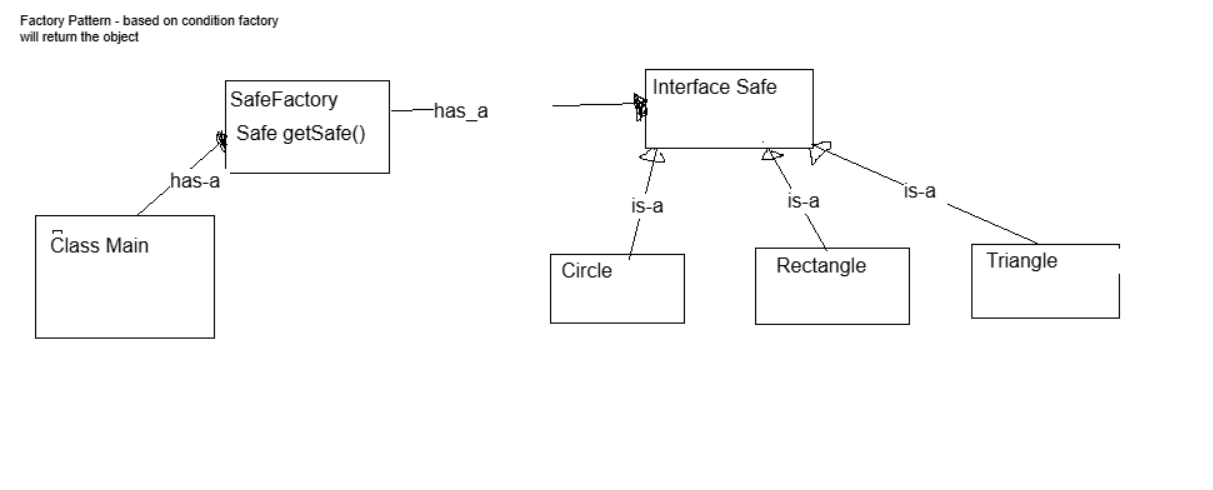 Factory Pattern - based on condition factory
will return the object
SafeFactory
Safe getSafe()
has_a
Interface Safe
has-a
Class Main
is-a
is-a
is-a
Circle
Rectangle
Triangle